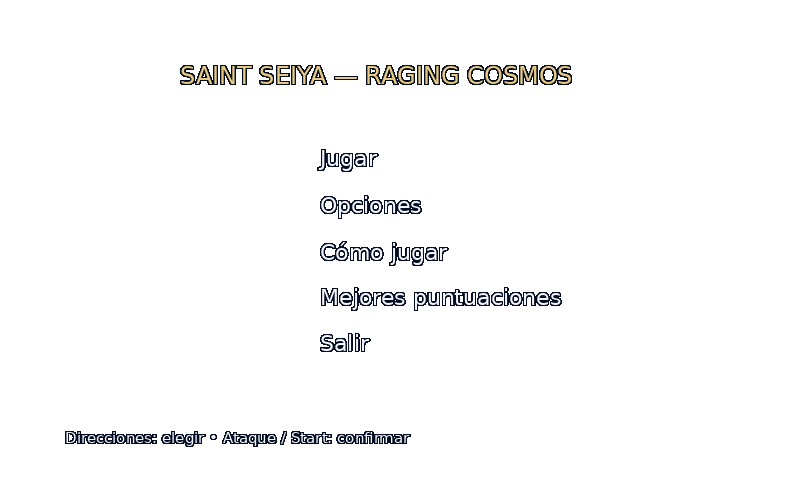 SAINT SEIYA — RAGING COSMOS
Jugar
Opciones
Cómo jugar
Mejores puntuaciones
Salir
Direcciones: elegir • Ataque / Start: confirmar